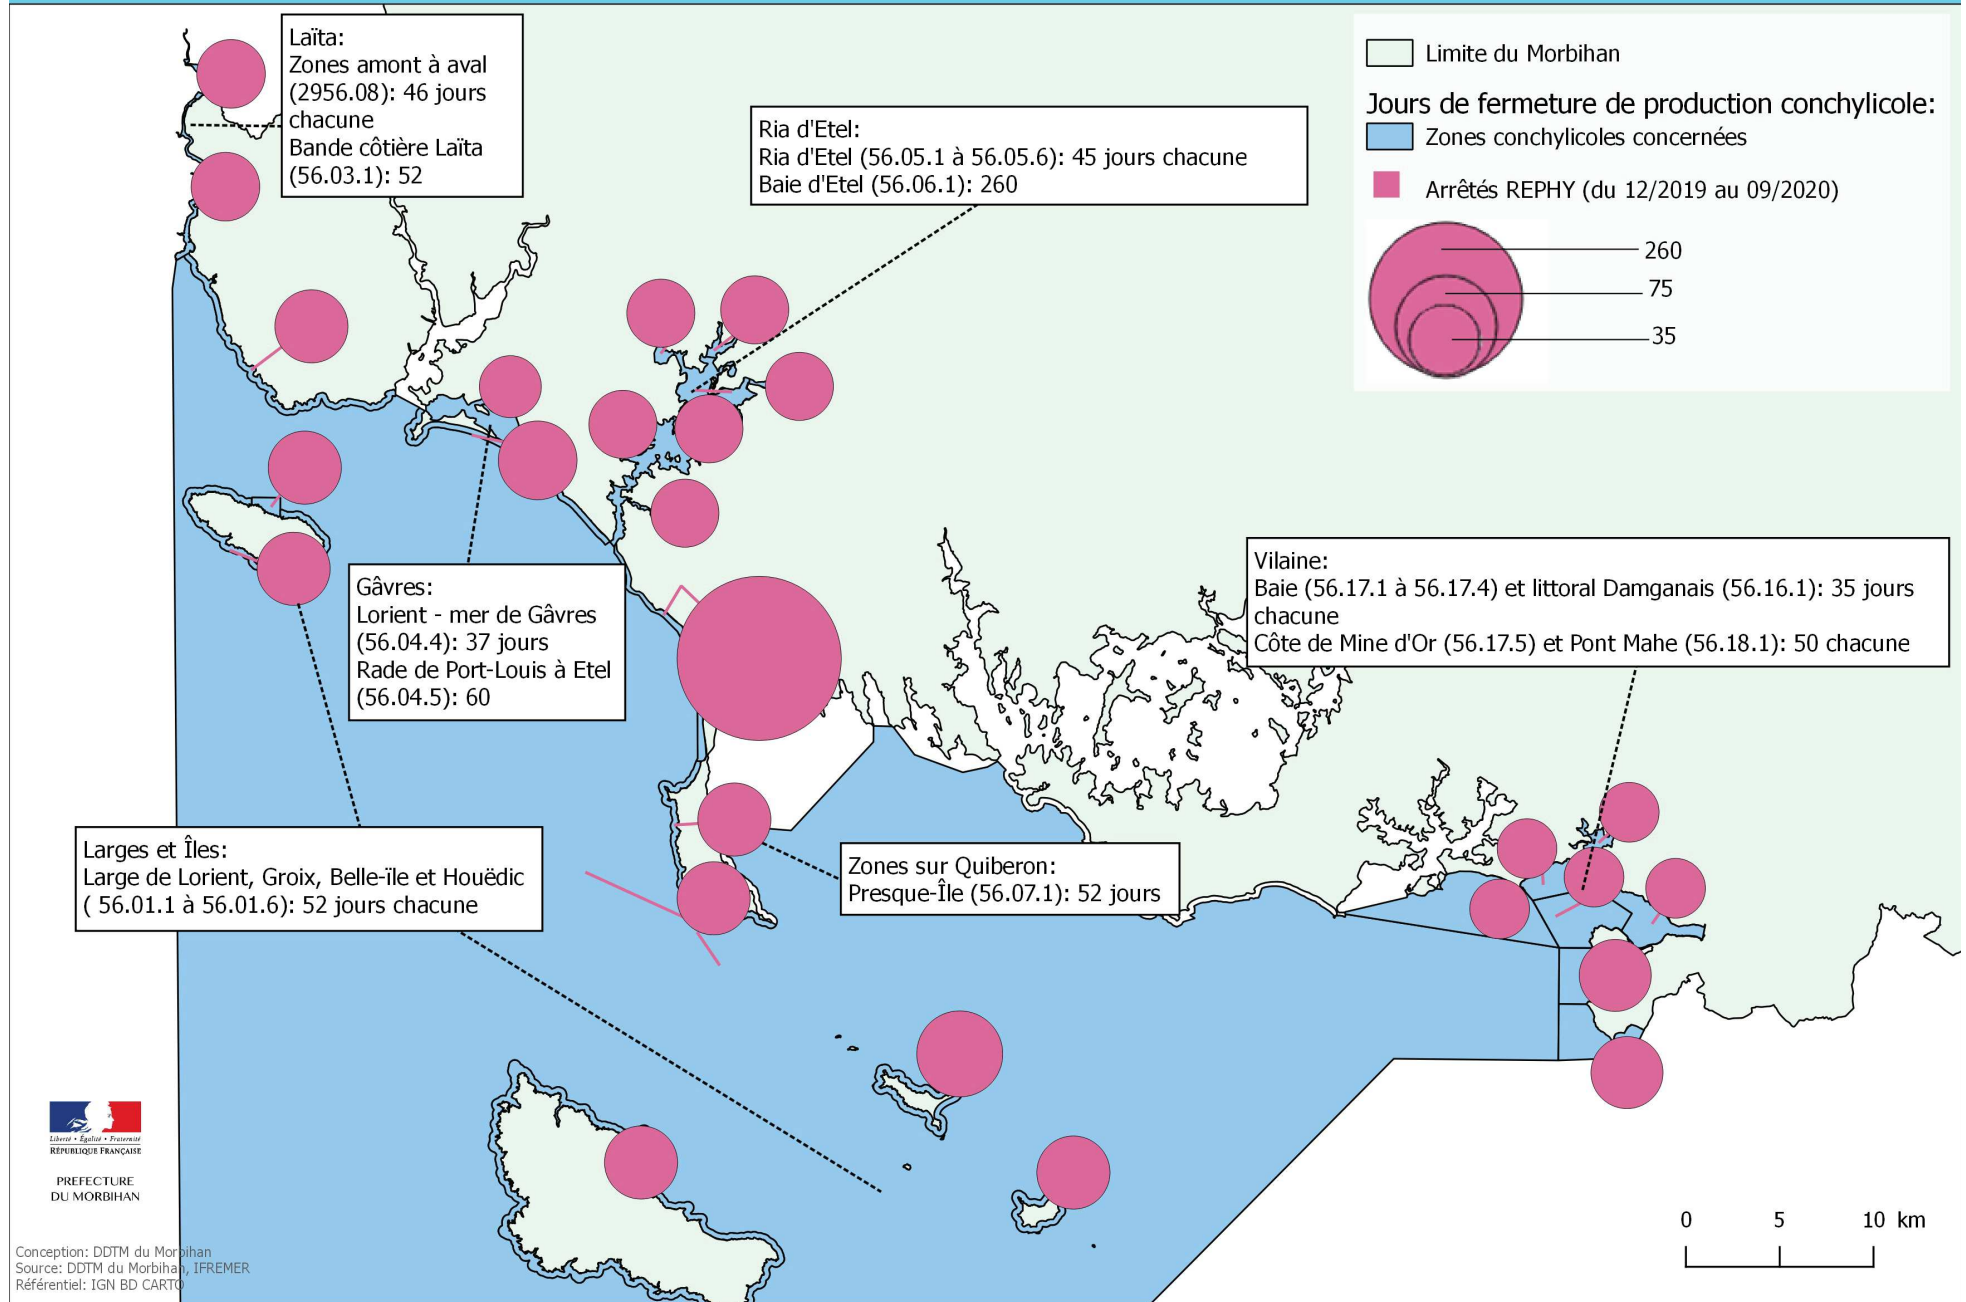 Laïta:
Zones amont à aval
(2956.08): 46 jours
chacune
Bande côtière Laïta
(56.03.1): 52
Ria d'Etel:
Ria d'Etel (56.05.1 à 56.05.6): 45 jours chacune
Baie d'Etel (56.06.1): 260
Limite du Morbihan
Jours de fermeture de production conchylicole:
Zones conchylicoles concernées
Arrêtés REPHY (du 12/2019 au 09/2020)
260
75
35
Gâvres:
Lorient - mer de Gâvres
(56.04.4): 37 jours
Rade de Port-Louis à Etel
(56.04.5): 60
Vilaine:
Baie (56.17.1 à 56.17.4) et littoral Damganais (56.16.1): 35 jours
chacune
Côte de Mine d'Or (56.17.5) et Pont Mahe (56.18.1): 50 chacune
Larges et Îles:
Large de Lorient, Groix, Belle-île et Houëdic
( 56.01.1 à 56.01.6): 52 jours chacune
Zones sur Quiberon:
Presque-Île (56.07.1): 52 jours
Liberté • Égalité • Fraternité
RÉPUBLIQUE FRANÇAISE
PREFECTURE
DU MORBIHAN
0 5 10 km
Conception: DDTM du Morbihan
Source: DDTM du Morbihan, IFREMER
Référentiel: IGN BD CARTO